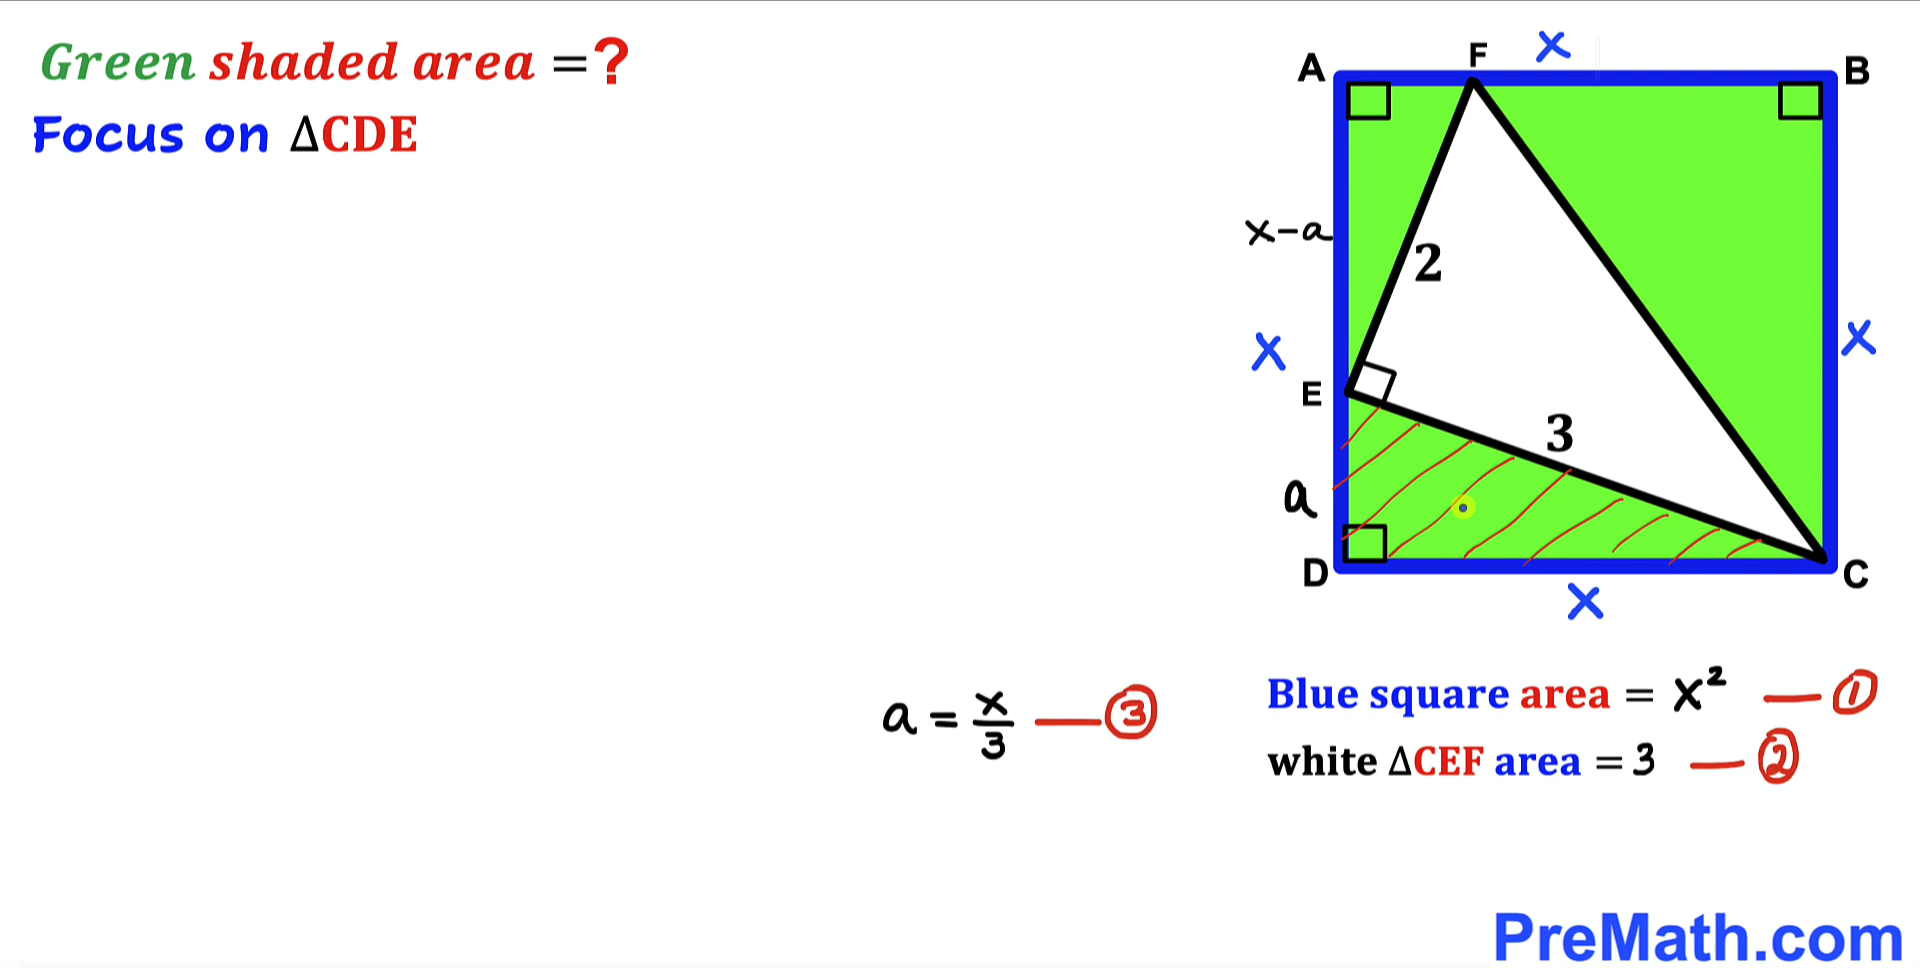 Green shaded area =?
Focus on ΔCDE
A
F
x
B
x-a
2
x
x
E
3
a
D
C
x
a = x/3 — ③
Blue square area = x² — ①
white ΔCEF area = 3 — ②
PreMath.com